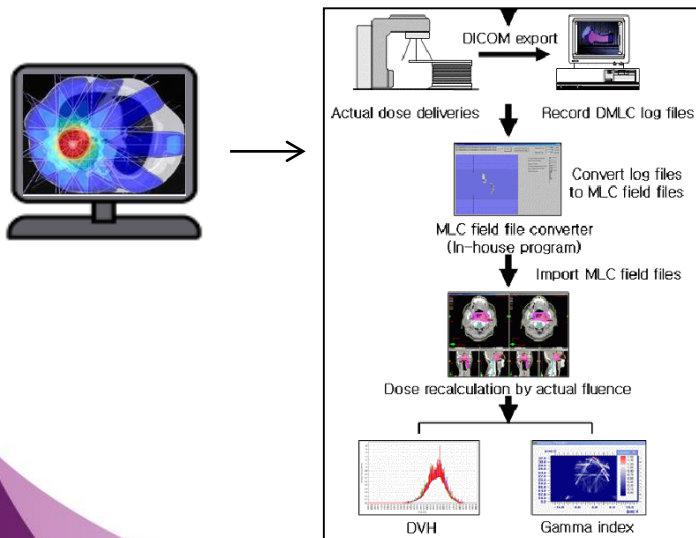 DICOM export
Actual dose deliveries
Record DMLC log files
Convert log files
to MLC field files
MLC field file converter
(In-house program)
Import MLC field files
Dose recalculation by actual fluence
DVH
Gamma index